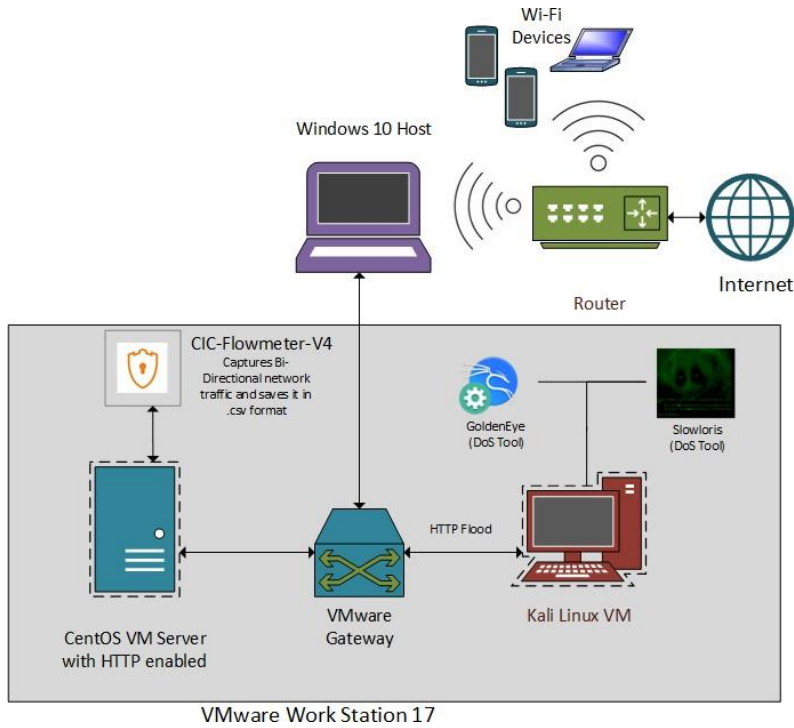 Wi-Fi
Devices
Windows 10 Host
Internet
Router
CIC-Flowmeter-V4
Captures Bi-
Directional network
traffic and saves it in
.csv format
GoldenEye
(DoS Tool)
Slowloris
(DoS Tool)
HTTP Flood
CentOS VM Server
with HTTP enabled
VMware
Gateway
Kali Linux VM
VMware Work Station 17